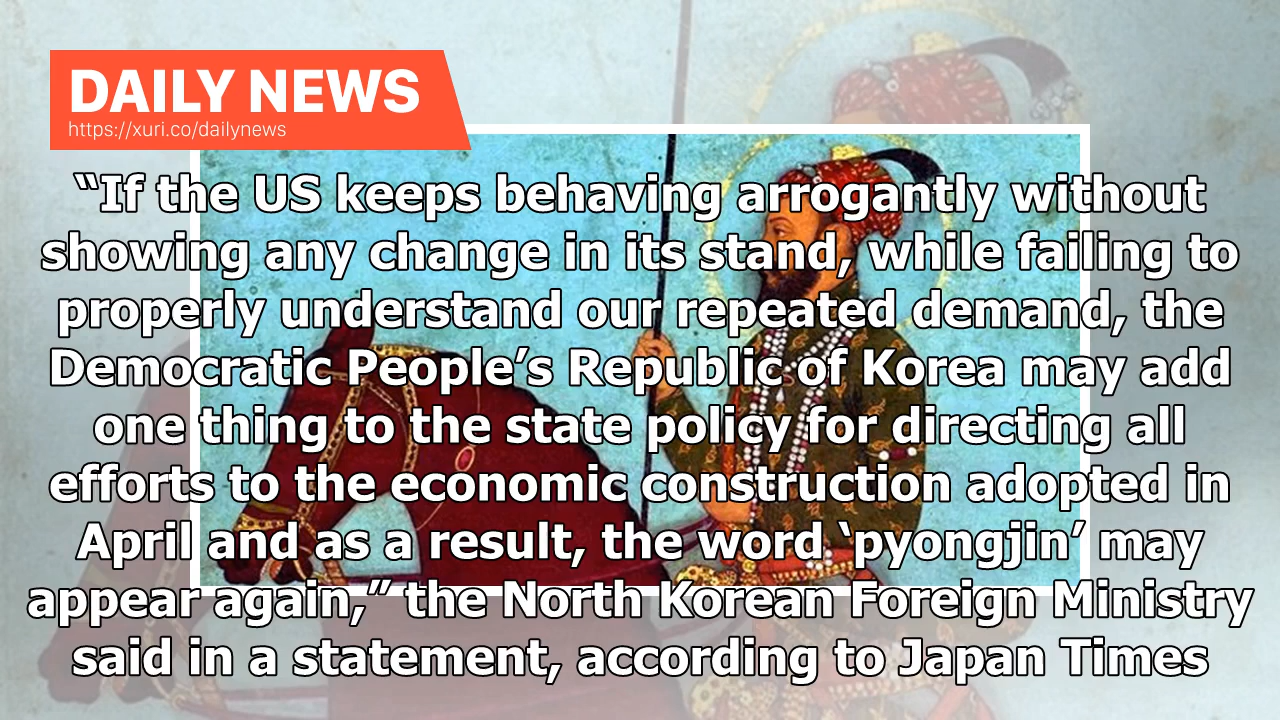 DAILY NEWS
https://xuri.co/dailynews
“If the US keeps behaving arrogantly without
showing any change in its stand, while failing to
properly understand our repeated demand, the
Democratic People’s Republic of Korea may add
one thing to the state policy for directing all
efforts to the economic construction adopted in
April and as a result, the word ‘pyongjin’ may
appear again,” the North Korean Foreign Ministry
said in a statement, according to Japan Times